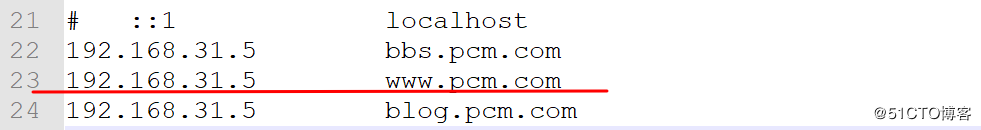 21 #   ::1             localhost
22 192.168.31.5        bbs.pcm.com
23 192.168.31.5        www.pcm.com
24 192.168.31.5        blog.pcm.com
@51CTO博客